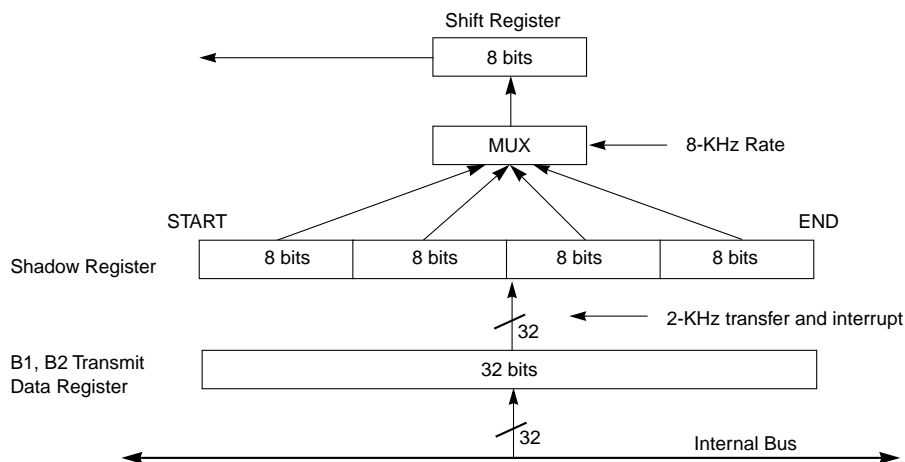 Shift Register
8 bits
MUX
8-KHz Rate
START
END
Shadow Register
8 bits
8 bits
8 bits
8 bits
32
2-KHz transfer and interrupt
B1, B2 Transmit
Data Register
32 bits
32
Internal Bus